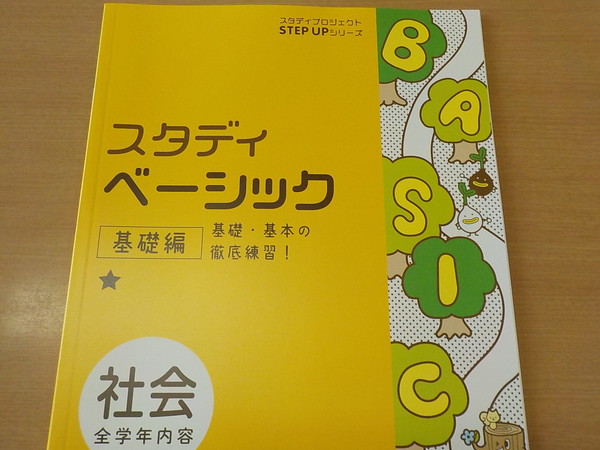 スタディプロジェクト
STEP UPシリーズ
スタディ
ベーシック
基礎編
基礎・基本の
徹底練習！
社会
全学年内容
B
A
S
I
C